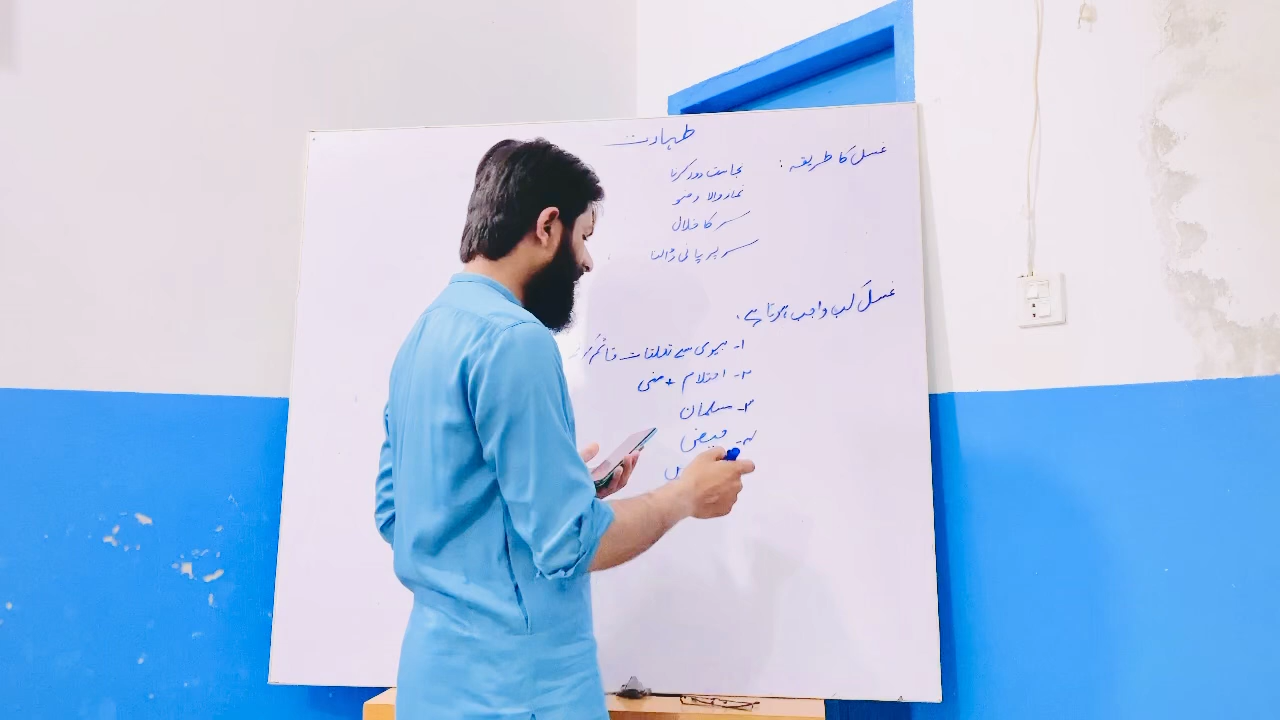 طہارت
غسل کا طریقہ :
نجاست دور کرنا
نماز والا وضو
سر کا خلال
سر پر پانی ڈالنا
غسل کب واجب ہوتا ہے۔
۱۔ بیوی سے تعلقات قائم
۲۔ احتلام + منی
۳۔ مسلمان
۴۔ حیض